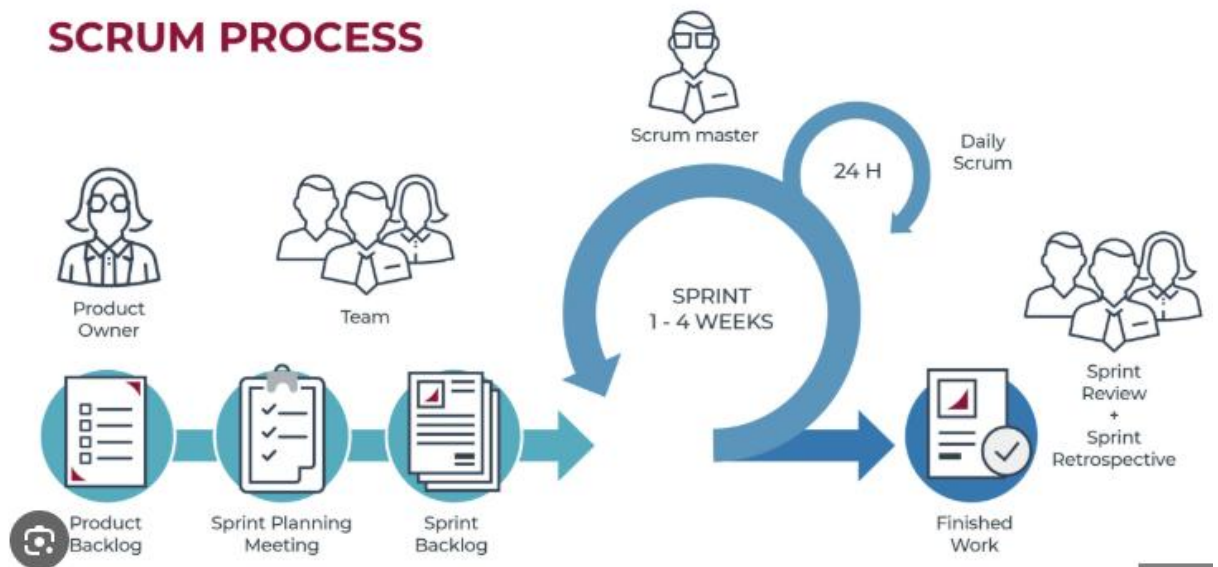 SCRUM PROCESS
Scrum master
Daily
Scrum
24 H
Product
Owner
Team
SPRINT
1 - 4 WEEKS
Sprint
Review
+
Sprint
Retrospective
Product
Backlog
Sprint Planning
Meeting
Sprint
Backlog
Finished
Work